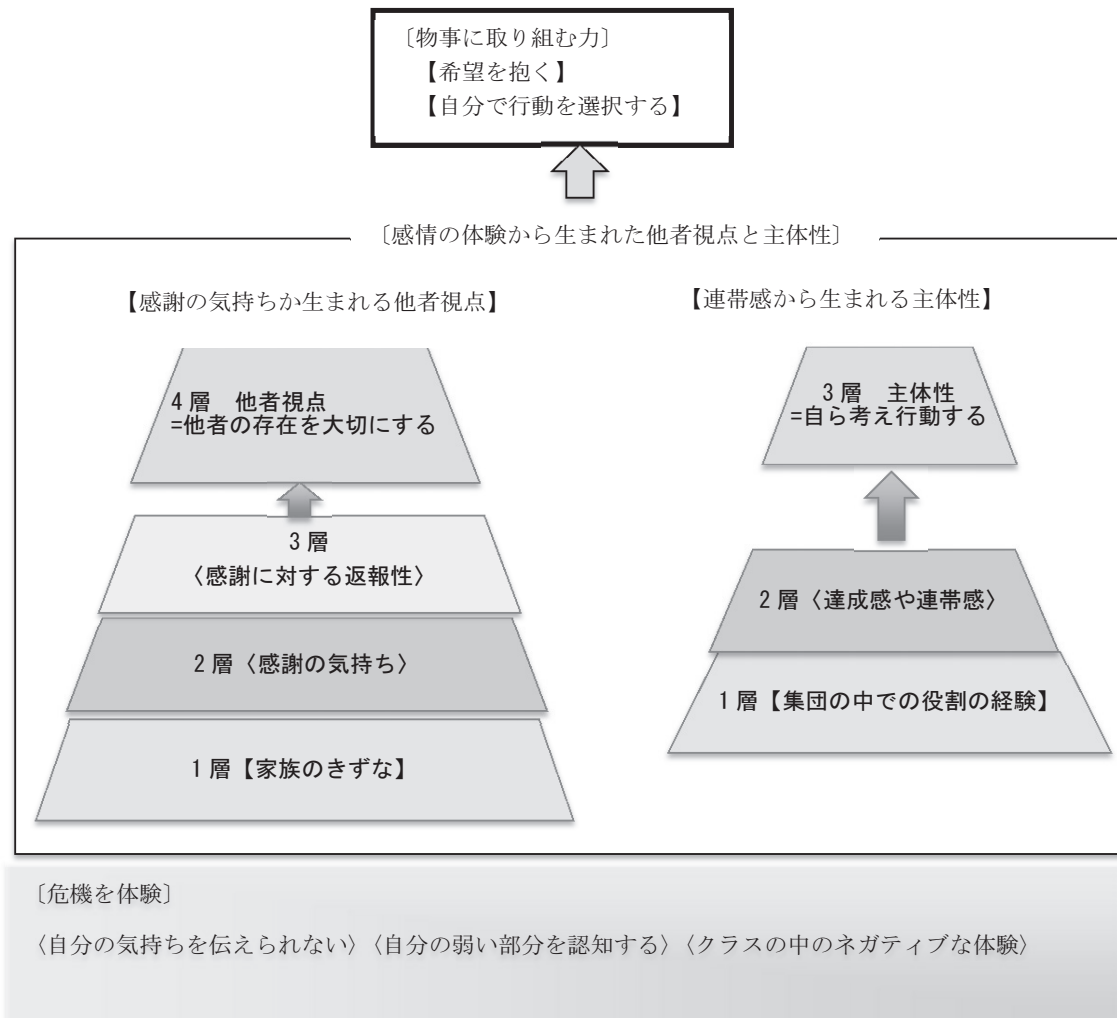 〔物事に取り組む力〕
【希望を抱く】
【自分で行動を選択する】
〔感情の体験から生まれた他者視点と主体性〕
【感謝の気持ちか生まれる他者視点】
4 層　他者視点
=他者の存在を大切にする
3 層
〈感謝に対する返報性〉
2 層〈感謝の気持ち〉
1 層【家族のきずな】
【連帯感から生まれる主体性】
3 層　主体性
=自ら考え行動する
2 層〈達成感や連帯感〉
1 層【集団の中での役割の経験】
〔危機を体験〕
〈自分の気持ちを伝えられない〉〈自分の弱い部分を認知する〉〈クラスの中のネガティブな体験〉